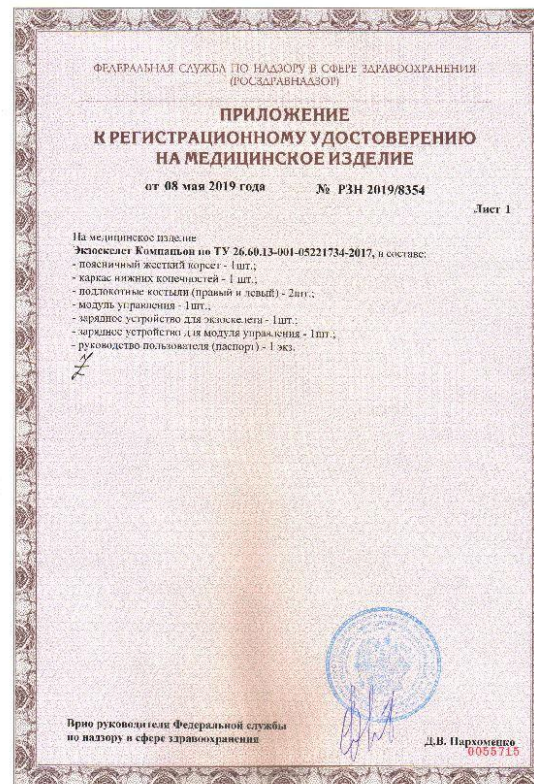 ФЕДЕРАЛЬНАЯ СЛУЖБА ПО НАДЗОРУ В СФЕРЕ ЗДРАВООХРАНЕНИЯ
(РОСЗДРАВНАДЗОР)
ПРИЛОЖЕНИЕ
К РЕГИСТРАЦИОННОМУ УДОСТОВЕРЕНИЮ
НА МЕДИЦИНСКОЕ ИЗДЕЛИЕ
от 08 мая 2019 года № РЗН 2019/8354
Лист 1
На медицинское изделие
Экзоскелет Компаньон по ТУ 26.60.13-001-05221734-2017, в составе:
- поясничный жесткий корсет - 1шт.;
- каркас нижних конечностей - 1 шт.;
- подлокотные костыли (правый и левый) - 2шт.;
- модуль управления - 1шт.;
- зарядное устройство для экзоскелета - 1шт.;
- зарядное устройство для модуля управления - 1шт.;
- руководство пользователя (паспорт) - 1 экз.
Врио руководителя Федеральной службы
по надзору в сфере здравоохранения
Д.В. Пархоменко
0055715